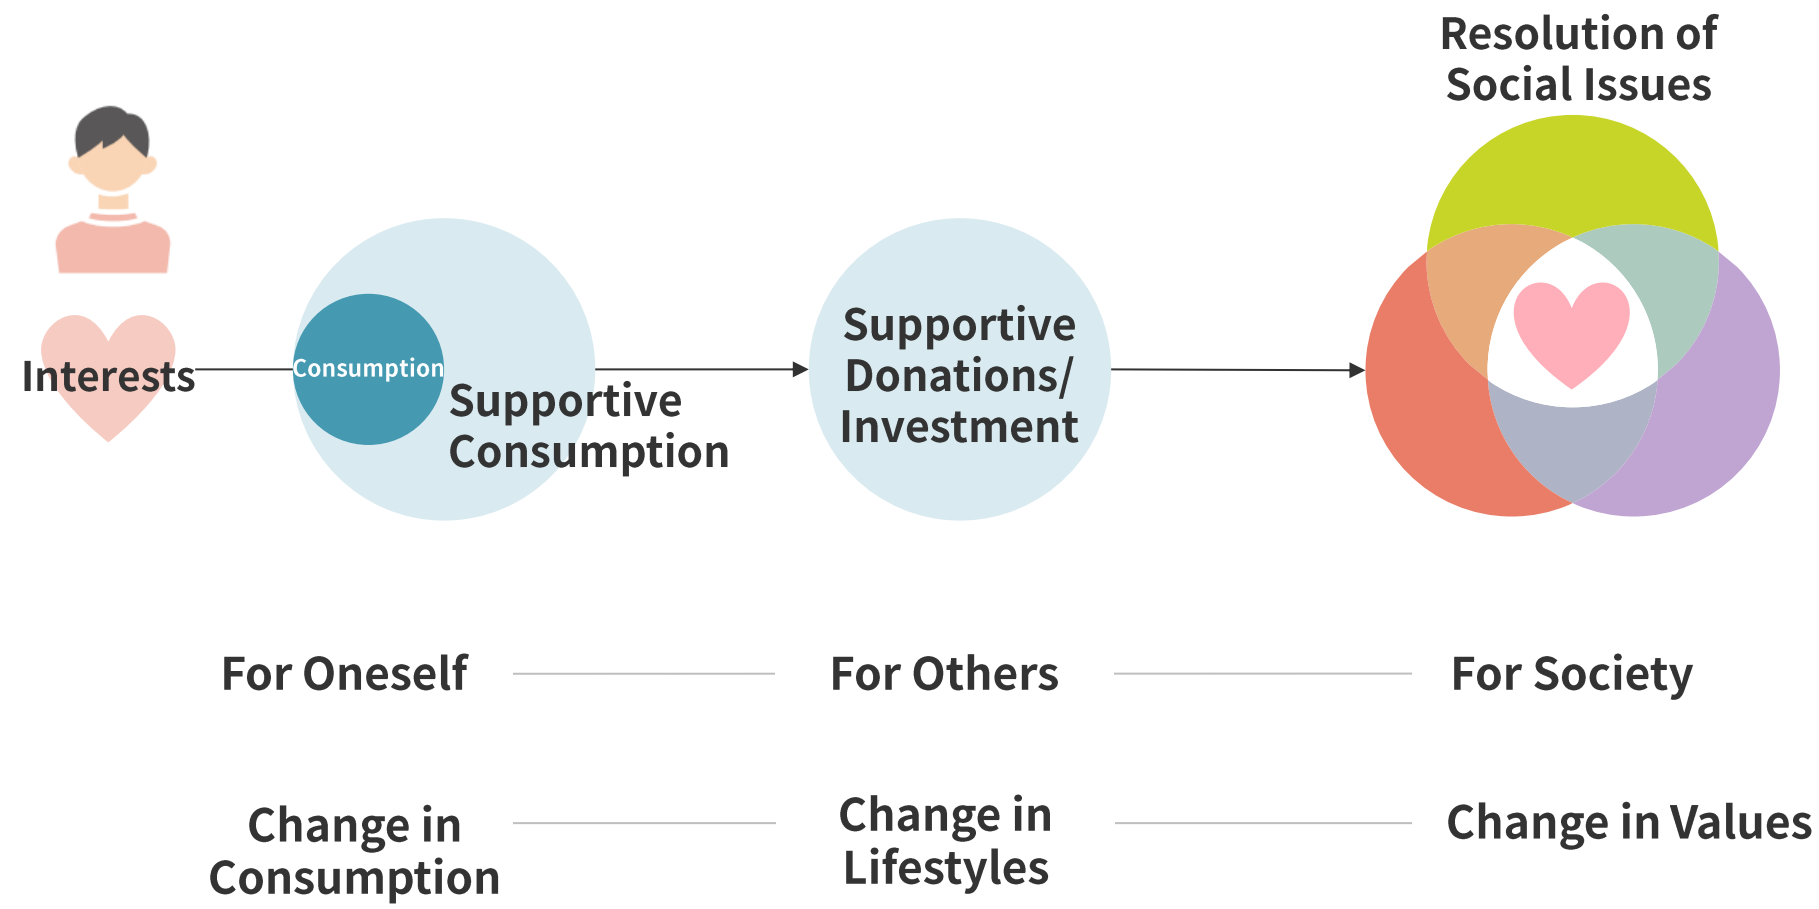 Resolution of
Social Issues
Interests
Consumption
Supportive
Consumption
Supportive
Donations/
Investment
For Oneself
For Others
For Society
Change in
Consumption
Change in
Lifestyles
Change in Values